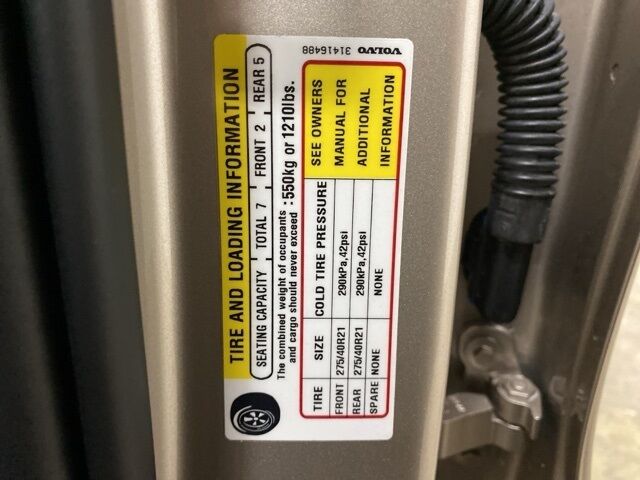 TIRE AND LOADING INFORMATION
SEATING CAPACITY TOTAL 7 FRONT 2 REAR 5
The combined weight of occupants and cargo should never exceed : 550kg or 1210lbs.
TIRE SIZE COLD TIRE PRESSURE SEE OWNERS
FRONT 275/40R21 290kPa,42psi MANUAL FOR
REAR 275/40R21 290kPa,42psi ADDITIONAL
SPARE NONE NONE INFORMATION
VOLVO 31416488